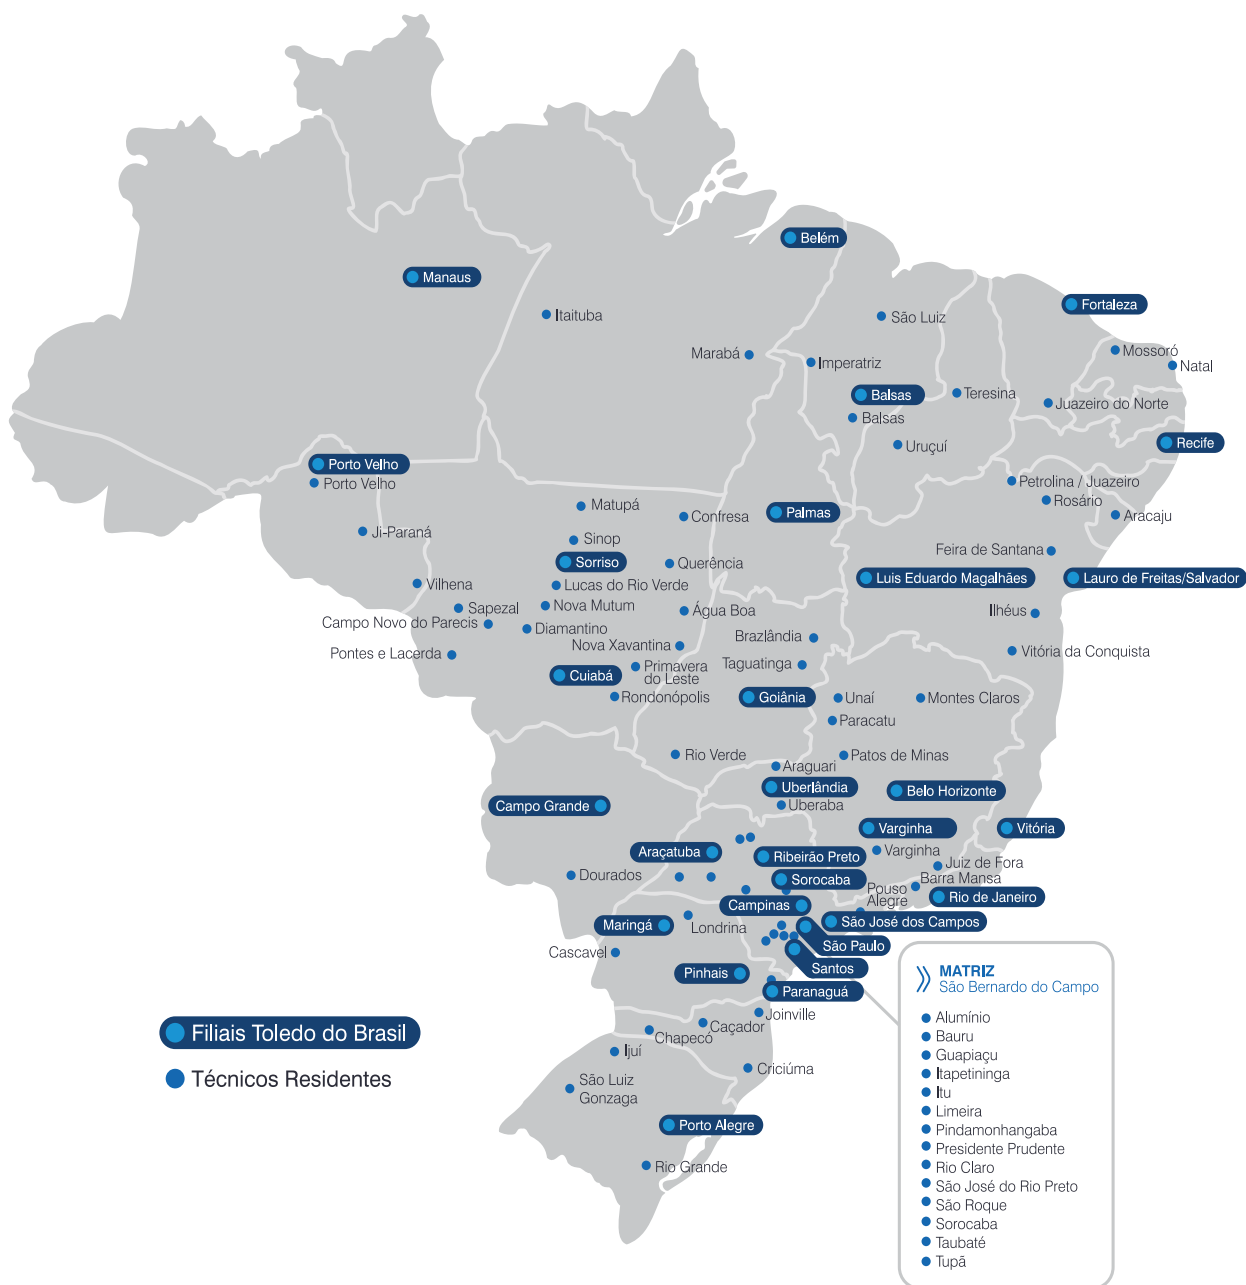 Belém
Manaus
Fortaleza
Itaituba
São Luiz
Marabá
Imperatriz
Mossoró
Natal
Balsas
Teresina
Juazeiro do Norte
Balsas
Uruçuí
Recife
Porto Velho
Porto Velho
Petrolina / Juazeiro
Rosário
Aracaju
Matupá
Confresa
Palmas
Ji-Paraná
Sinop
Feira de Santana
Sorriso
Querência
Luis Eduardo Magalhães
Lauro de Freitas/Salvador
Vilhena
Lucas do Rio Verde
Sapezal
Nova Mutum
Água Boa
Ilhéus
Campo Novo do Parecis
Diamantino
Brazlândia
Nova Xavantina
Pontes e Lacerda
Vitória da Conquista
Taguatinga
Primavera
do Leste
Cuiabá
Rondonópolis
Goiânia
Unaí
Montes Claros
Paracatu
Rio Verde
Patos de Minas
Araguari
Uberlândia
Belo Horizonte
Campo Grande
Uberaba
Varginha
Vitória
Araçatuba
Ribeirão Preto
Varginha
Juiz de Fora
Dourados
Sorocaba
Barra Mansa
Pouso
Alegre
Rio de Janeiro
Campinas
Maringá
Londrina
São José dos Campos
São Paulo
Cascavel
Santos
Pinhais
Paranaguá
Joinville
Caçador
Chapecó
Ijuí
Criciúma
São Luiz
Gonzaga
Porto Alegre
Rio Grande
Filiais Toledo do Brasil
Técnicos Residentes
MATRIZ
São Bernardo do Campo
Alumínio
Bauru
Guapiaçu
Itapetininga
Itu
Limeira
Pindamonhangaba
Presidente Prudente
Rio Claro
São José do Rio Preto
São Roque
Sorocaba
Taubaté
Tupã